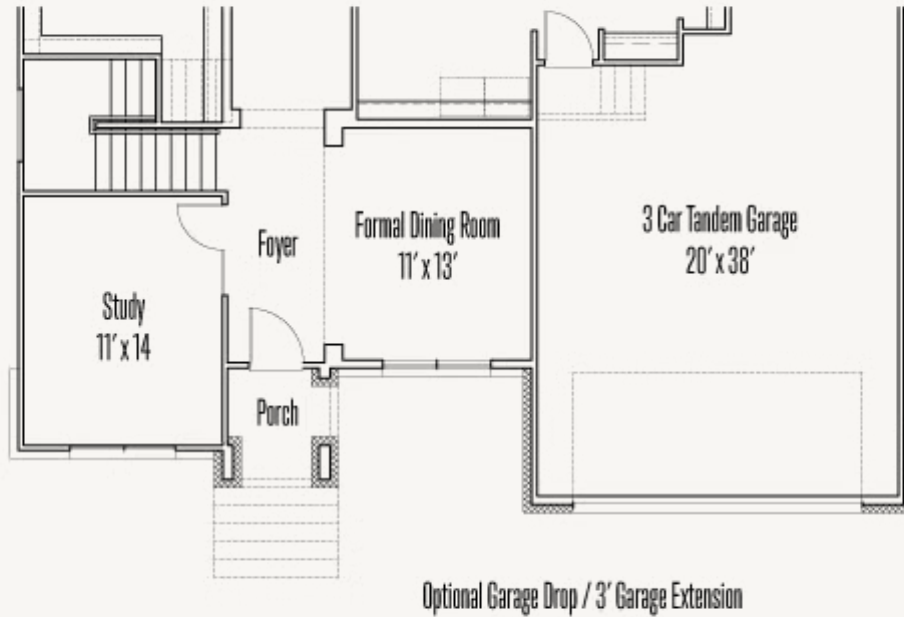 3 Car Tandem Garage
20' x 38'
Formal Dining Room
11' x 13'
Foyer
Study
11' x 14
Porch
Optional Garage Drop / 3' Garage Extension